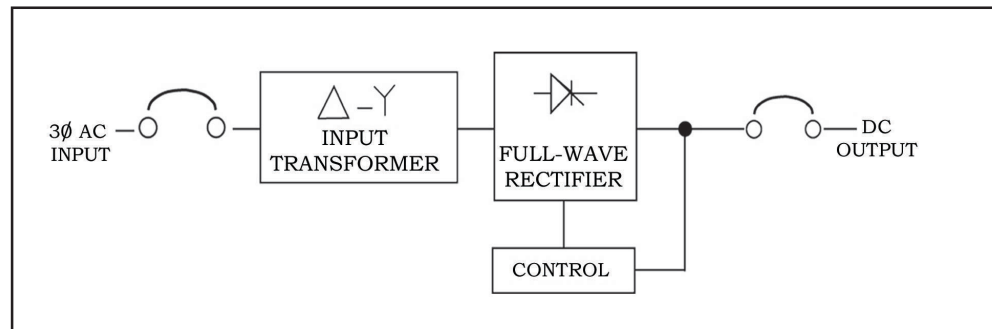 3Ø AC
INPUT
Δ-Y
INPUT
TRANSFORMER
FULL-WAVE
RECTIFIER
CONTROL
DC
OUTPUT